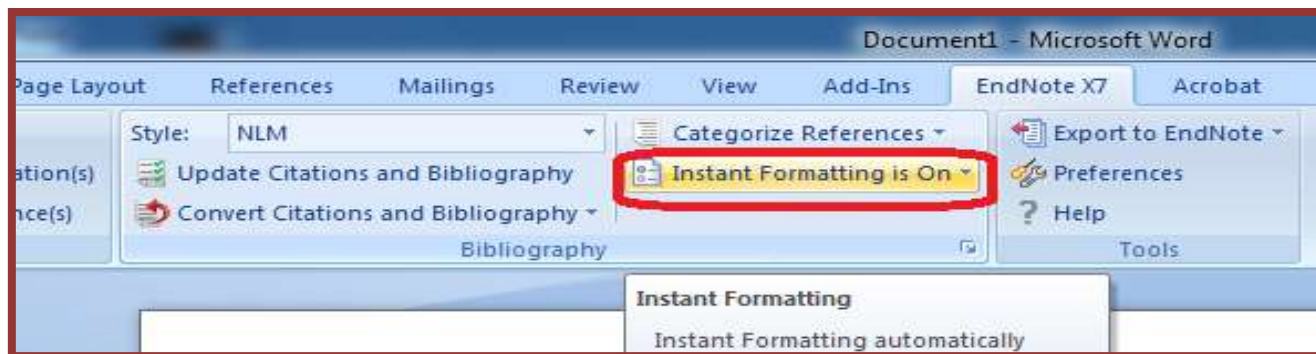 Document1 - Microsoft Word
Page Layout References Mailings Review View Add-Ins EndNote X7 Acrobat
Style: NLM Categorize References Export to EndNote
ation(s) Update Citations and Bibliography Instant Formatting is On Preferences
nce(s) Convert Citations and Bibliography ? Help
Bibliography Tools
Instant Formatting
Instant Formatting automatically